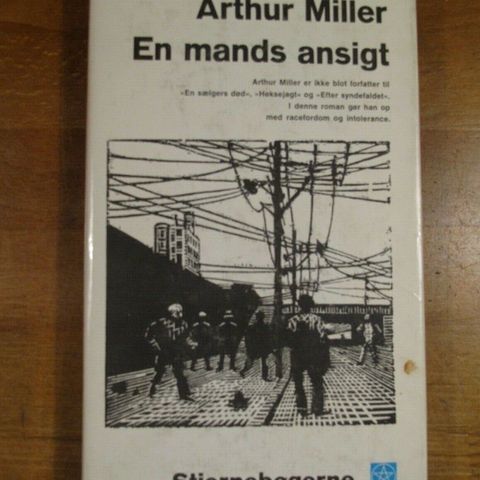 Arthur Miller
En mands ansigt
Arthur Miller er ikke blot forfatter til
»En sælgers død«, »Heksejagt« og »Efter syndefaldet«.
I denne roman gør han op
med racefordom og intolerance.
Stjernebøgerne